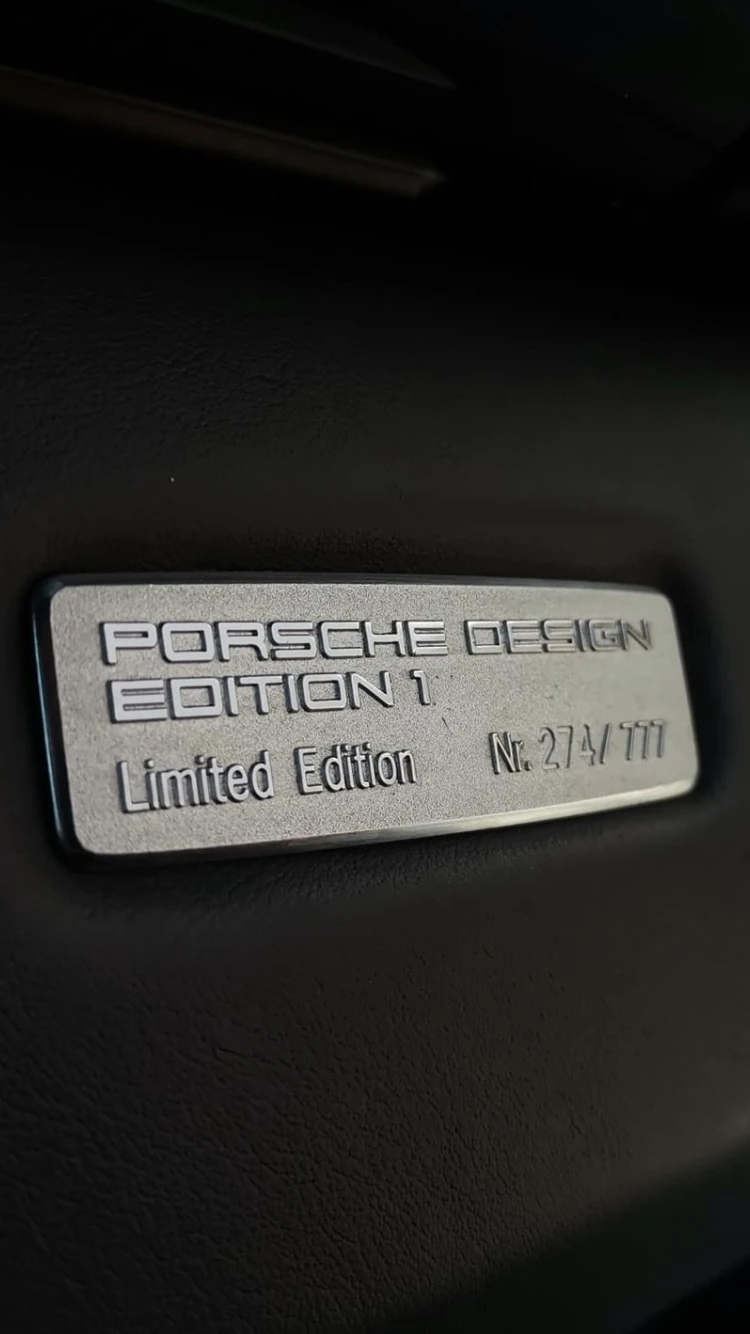 PORSCHE DESIGN
EDITION 1
Limited Edition Nr. 274/777